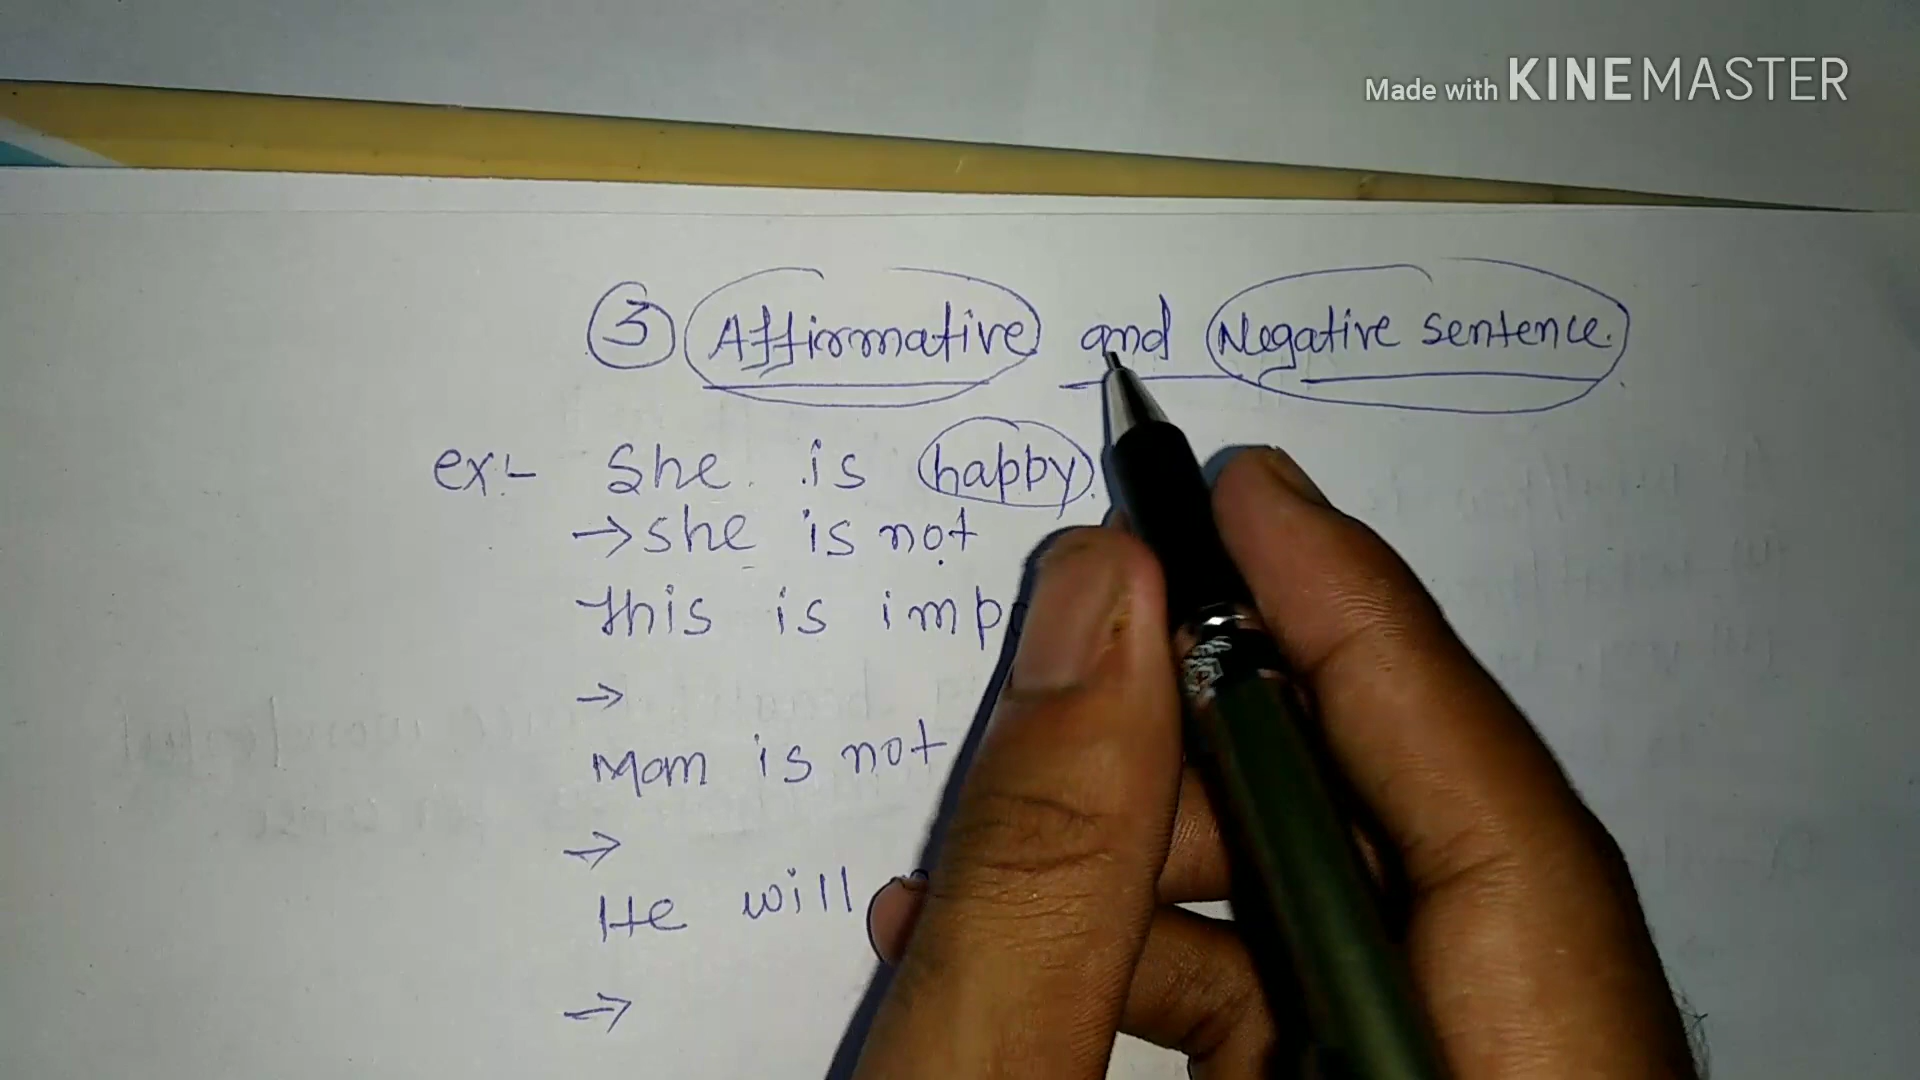 Made with KINEMASTER
③ Affirmative and Negative sentence.
ex:- She is happy.
→ she is not
This is
→
Mom is not
→
He will
→